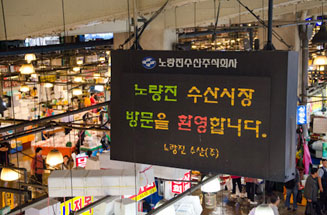 노량진수산주식회사
노량진 수산시장
방문을 환영합니다.
노량진 수산(주)